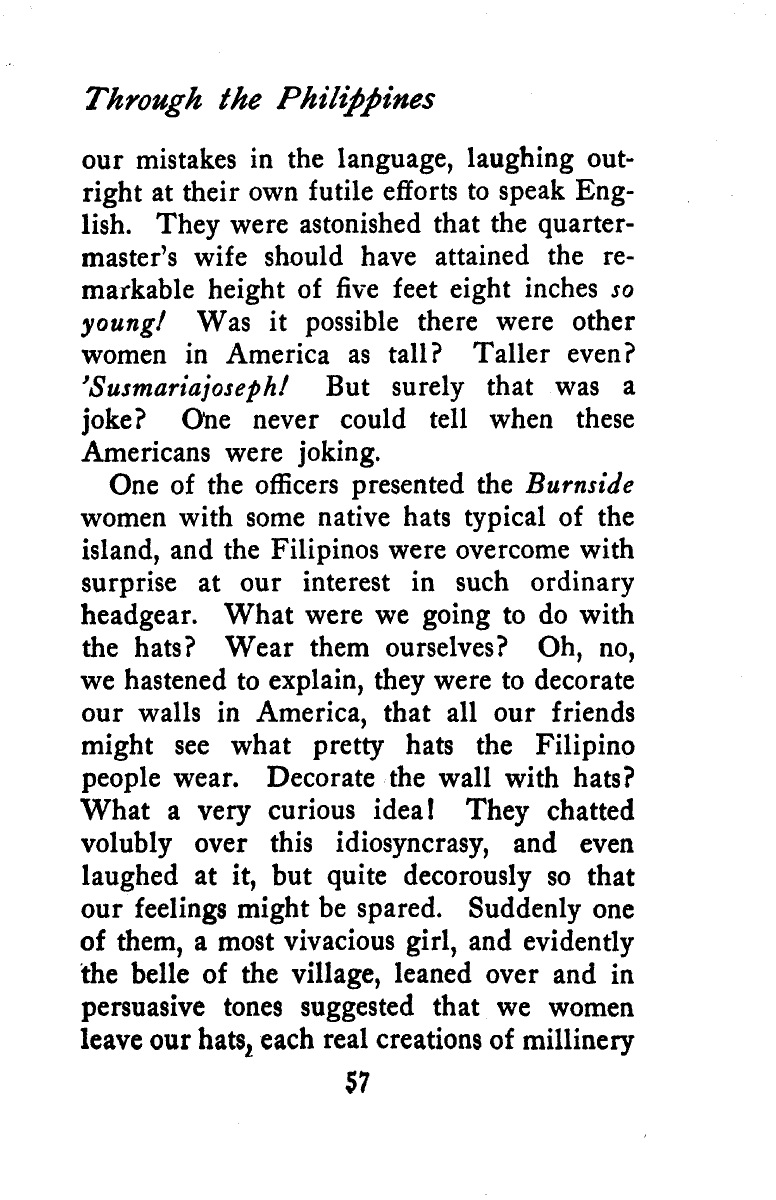 Through the Philippines
our mistakes in the language, laughing out-
right at their own futile efforts to speak Eng-
lish. They were astonished that the quarter-
master's wife should have attained the re-
markable height of five feet eight inches so
young! Was it possible there were other
women in America as tall? Taller even?
'Susmariajoseph! But surely that was a
joke? One never could tell when these
Americans were joking.
One of the officers presented the Burnside
women with some native hats typical of the
island, and the Filipinos were overcome with
surprise at our interest in such ordinary
headgear. What were we going to do with
the hats? Wear them ourselves? Oh, no,
we hastened to explain, they were to decorate
our walls in America, that all our friends
might see what pretty hats the Filipino
people wear. Decorate the wall with hats?
What a very curious idea! They chatted
volubly over this idiosyncrasy, and even
laughed at it, but quite decorously so that
our feelings might be spared. Suddenly one
of them, a most vivacious girl, and evidently
the belle of the village, leaned over and in
persuasive tones suggested that we women
leave our hats, each real creations of millinery
57